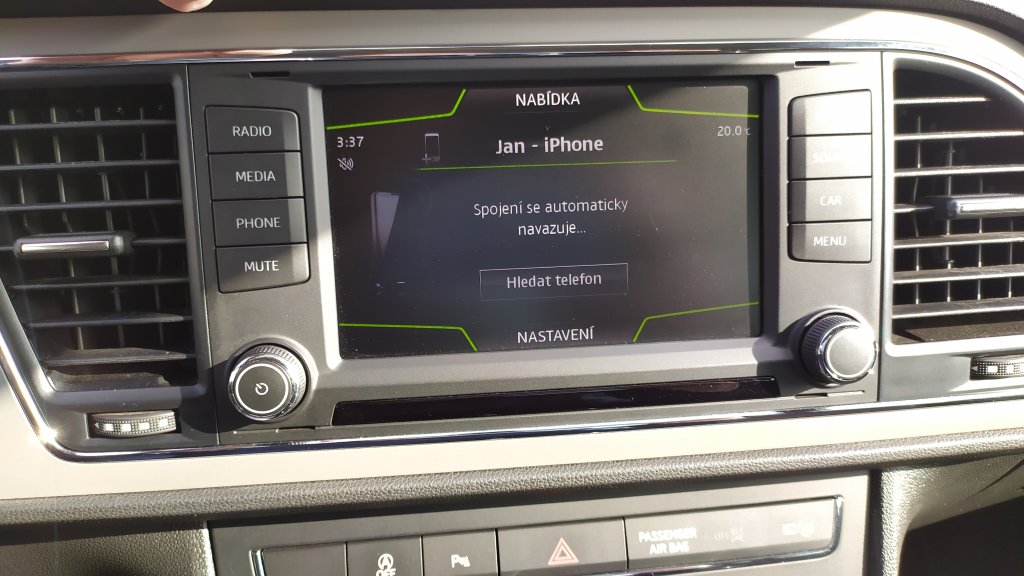 NABÍDKA
3:37
20.0
Jan - iPhone
Spojení se automaticky
navazuje...
Hledat telefon
NASTAVENÍ
RADIO
MEDIA
PHONE
MUTE
CAR
MENU
OFF
PASSENGER
AIR BAG
OFF